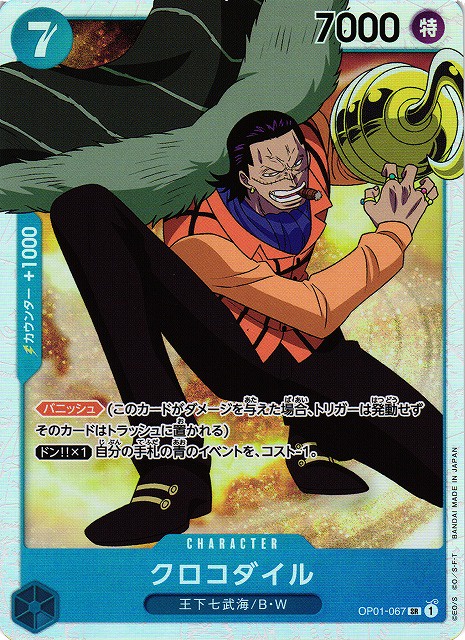 7
7000
特
カウンター +1000
バニッシュ (このカードがダメージを与えた場合、トリガーは発動せず
そのカードはトラッシュに置かれる)
ドン!!×1 自分の手札の青のイベントを、コスト-1。
CHARACTER
クロコダイル
王下七武海/B・W
OP01-067 SR 1
©E.O/S ©O/S・F・T BANDAI MADE IN JAPAN